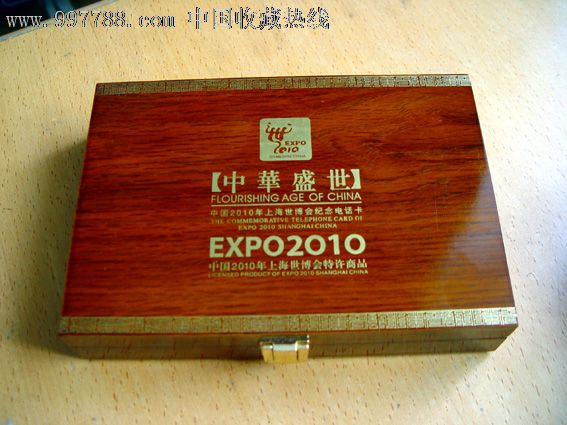 www.997788.com 中国收藏热线
EXPO
2010
SHANGHAI CHINA
【中華盛世】
FLOURISHING AGE OF CHINA
中国2010年上海世博会纪念电话卡
THE COMMEMORATIVE TELEPHONE CARD OF
EXPO 2010 SHANGHAI CHINA
EXPO2010
中国2010年上海世博会特许商品
LICENSED PRODUCT OF EXPO 2010 SHANGHAI CHINA